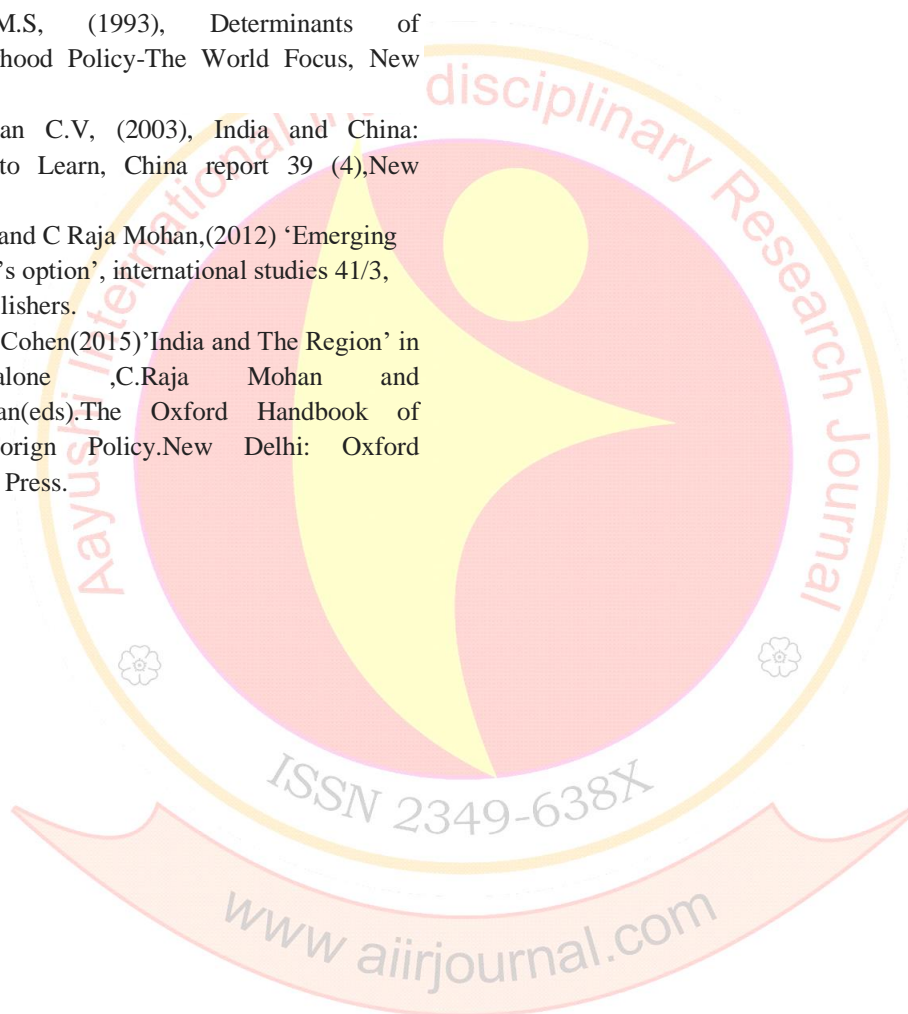 M.S, (1993), Determinants of
hood Policy-The World Focus, New
an C.V, (2003), India and China:
to Learn, China report 39 (4),New
and C Raja Mohan,(2012) ‘Emerging
’s option’, international studies 41/3,
lishers.
Cohen(2015)’India and The Region’ in
alone ,C.Raja Mohan and
an(eds).The Oxford Handbook of
orign Policy.New Delhi: Oxford
Press.
Aayushi International disciplinary Research Journal
ISSN 2349-638X
www aiirjournal.com